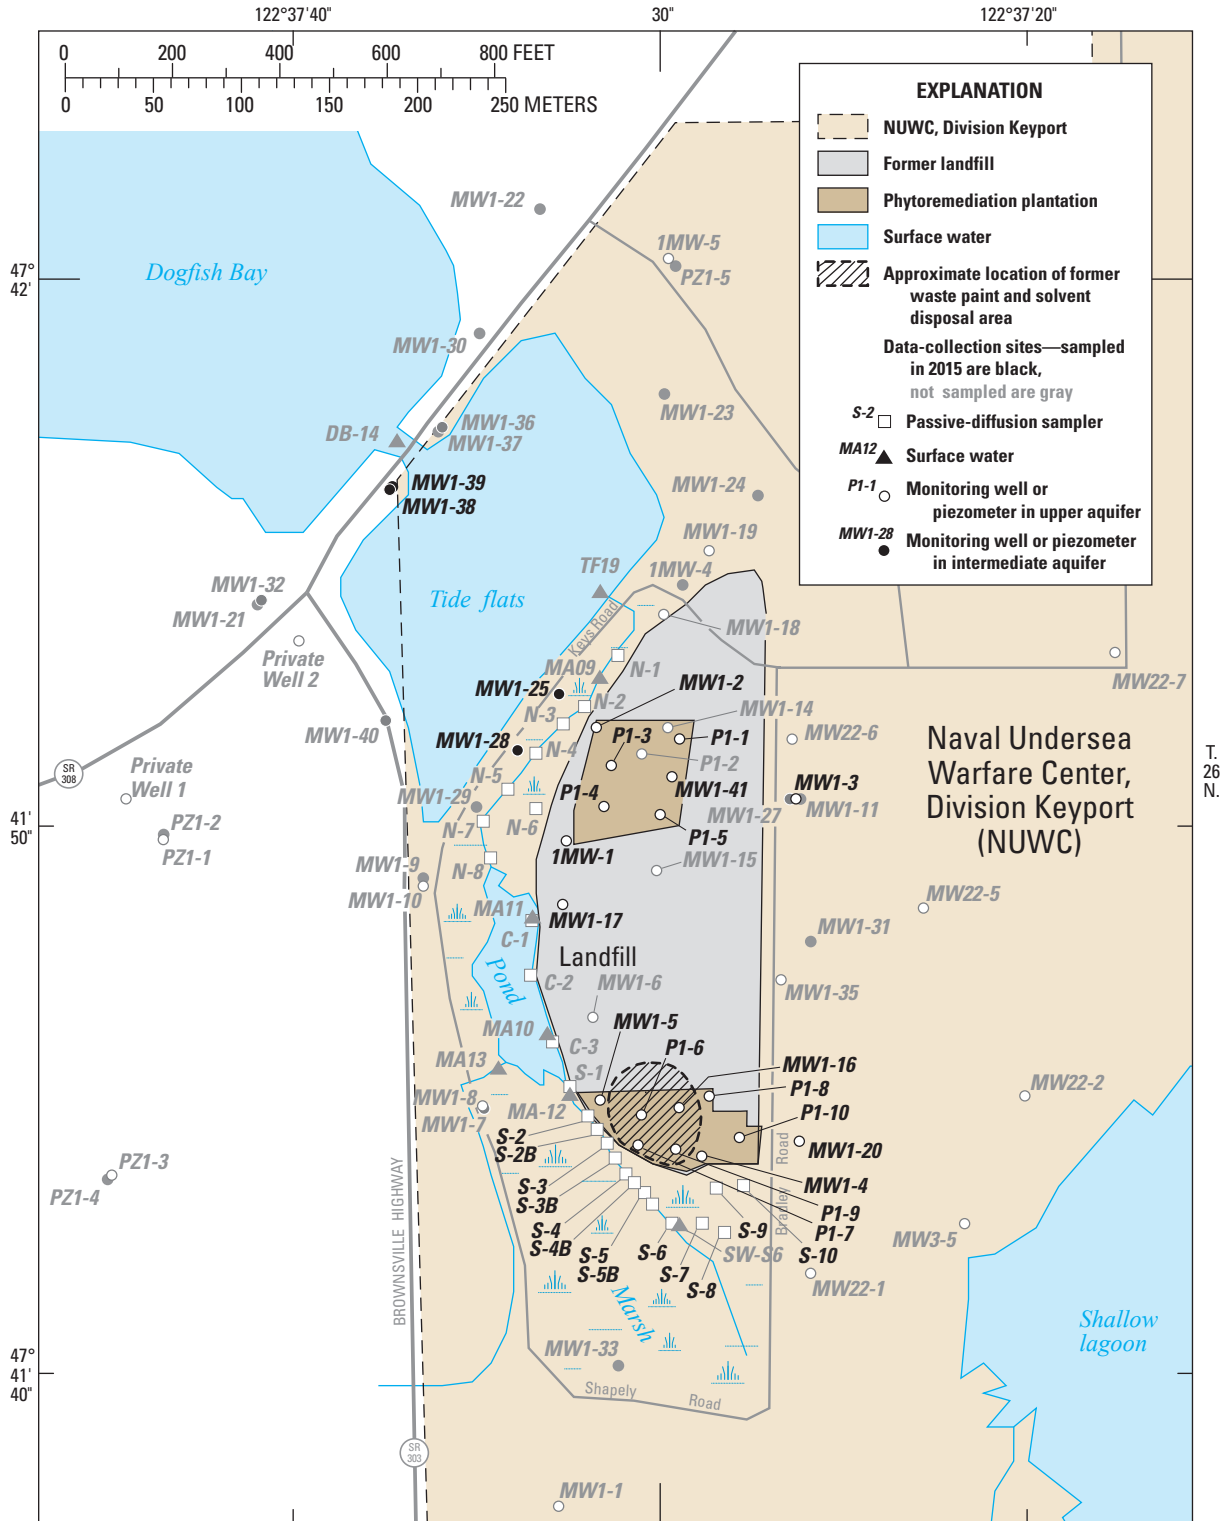 122°37'40"
30"
122°37'20"
0 200 400 600 800 FEET
0 50 100 150 200 250 METERS
EXPLANATION
NUWC, Division Keyport
Former landfill
Phytoremediation plantation
Surface water
Approximate location of former
waste paint and solvent
disposal area
Data-collection sites—sampled
in 2015 are black,
not sampled are gray
S-2
Passive-diffusion sampler
MA12
Surface water
P1-1
Monitoring well or
piezometer in upper aquifer
MW1-28
Monitoring well or piezometer
in intermediate aquifer
47°
42'
Dogfish Bay
MW1-22
1MW-5
PZ1-5
MW1-30
MW1-23
DB-14
MW1-36
MW1-37
MW1-39
MW1-38
MW1-24
MW1-19
TF19
1MW-4
MW1-32
MW1-21
Tide flats
Keys Road
MW1-18
Private
Well 2
MA09
N-1
MW22-7
MW1-25
N-2
MW1-2
N-3
MW1-14
MW1-40
MW1-28
N-4
P1-3
P1-1
MW22-6
P1-2
SR
308
Private
Well 1
N-5
MW1-29
P1-4
MW1-41
MW1-3
MW1-27
MW1-11
Naval Undersea
Warfare Center,
Division Keyport
(NUWC)
T.
26
N.
41'
50"
PZ1-2
PZ1-1
N-7
N-6
P1-5
1MW-1
MW1-15
N-8
MW1-9
MW1-10
MW22-5
MA11
C-1
MW1-17
MW1-31
Landfill
Pond
C-2
MW1-6
MW1-35
MW1-5
MA10
C-3
P1-6
MA13
S-1
MW1-16
P1-8
MW22-2
MW1-8
MW1-7
MA-12
P1-10
S-2
S-2B
MW1-20
Bradley Road
PZ1-3
PZ1-4
S-3
S-3B
MW1-4
P1-9
P1-7
S-4
S-4B
S-5
S-5B
S-6
S-9
SW-S6
S-10
S-7
S-8
MW3-5
MW22-1
BROWNSVILLE HIGHWAY
Marsh
Shallow
lagoon
MW1-33
Shapely Road
47°
41'
40"
SR
303
MW1-1